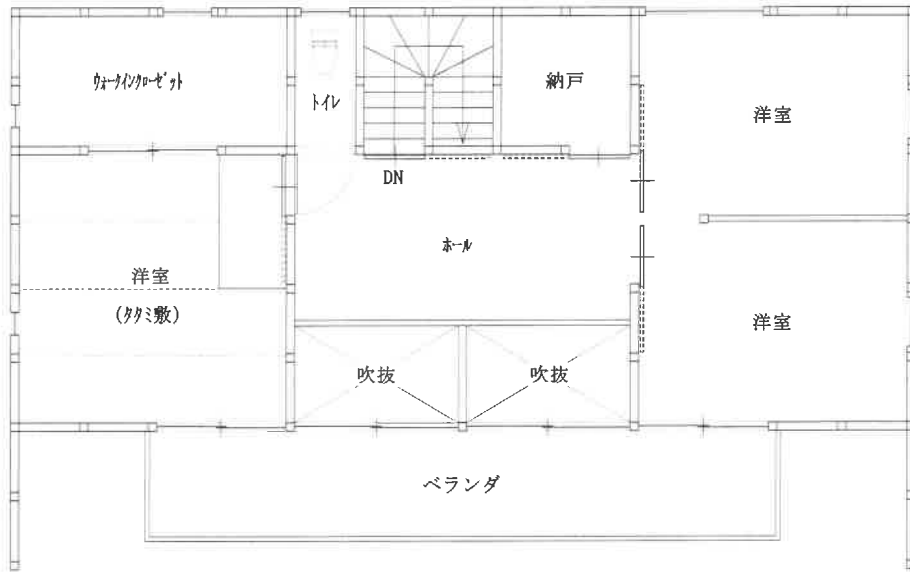 ウォークインクローゼット
トイレ
納戸
洋室
DN
ホール
洋室
(タタミ敷)
洋室
吹抜
吹抜
ベランダ